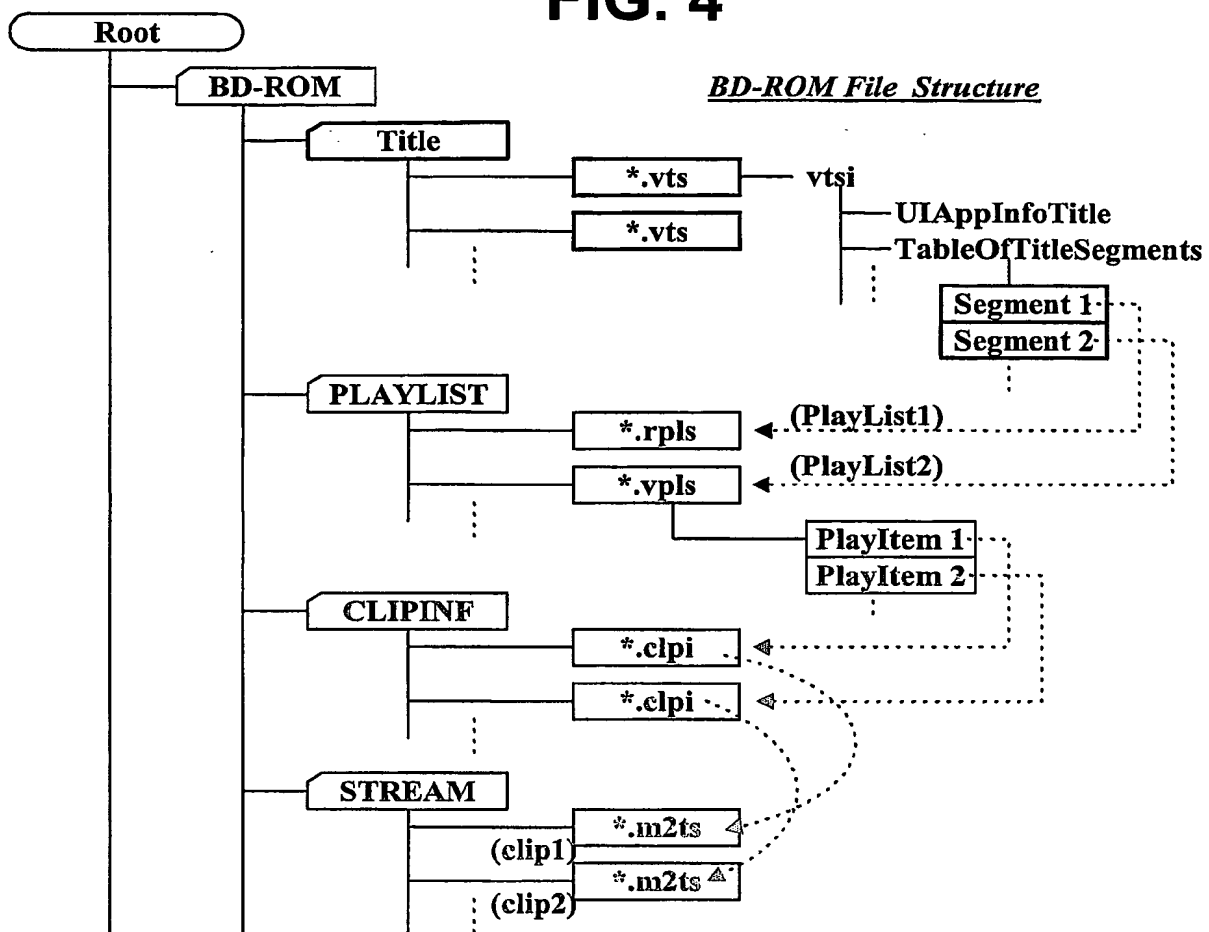 FIG. 4
Root
BD-ROM
BD-ROM File Structure
Title
*.vts
vtsi
UIAppInfoTitle
*.vts
TableOfTitleSegments
Segment 1
Segment 2
PLAYLIST
*.rpls
(PlayList1)
*.vpls
(PlayList2)
PlayItem 1
PlayItem 2
CLIPINF
*.clpi
*.clpi
STREAM
*.m2ts
(clip1)
*.m2ts
(clip2)